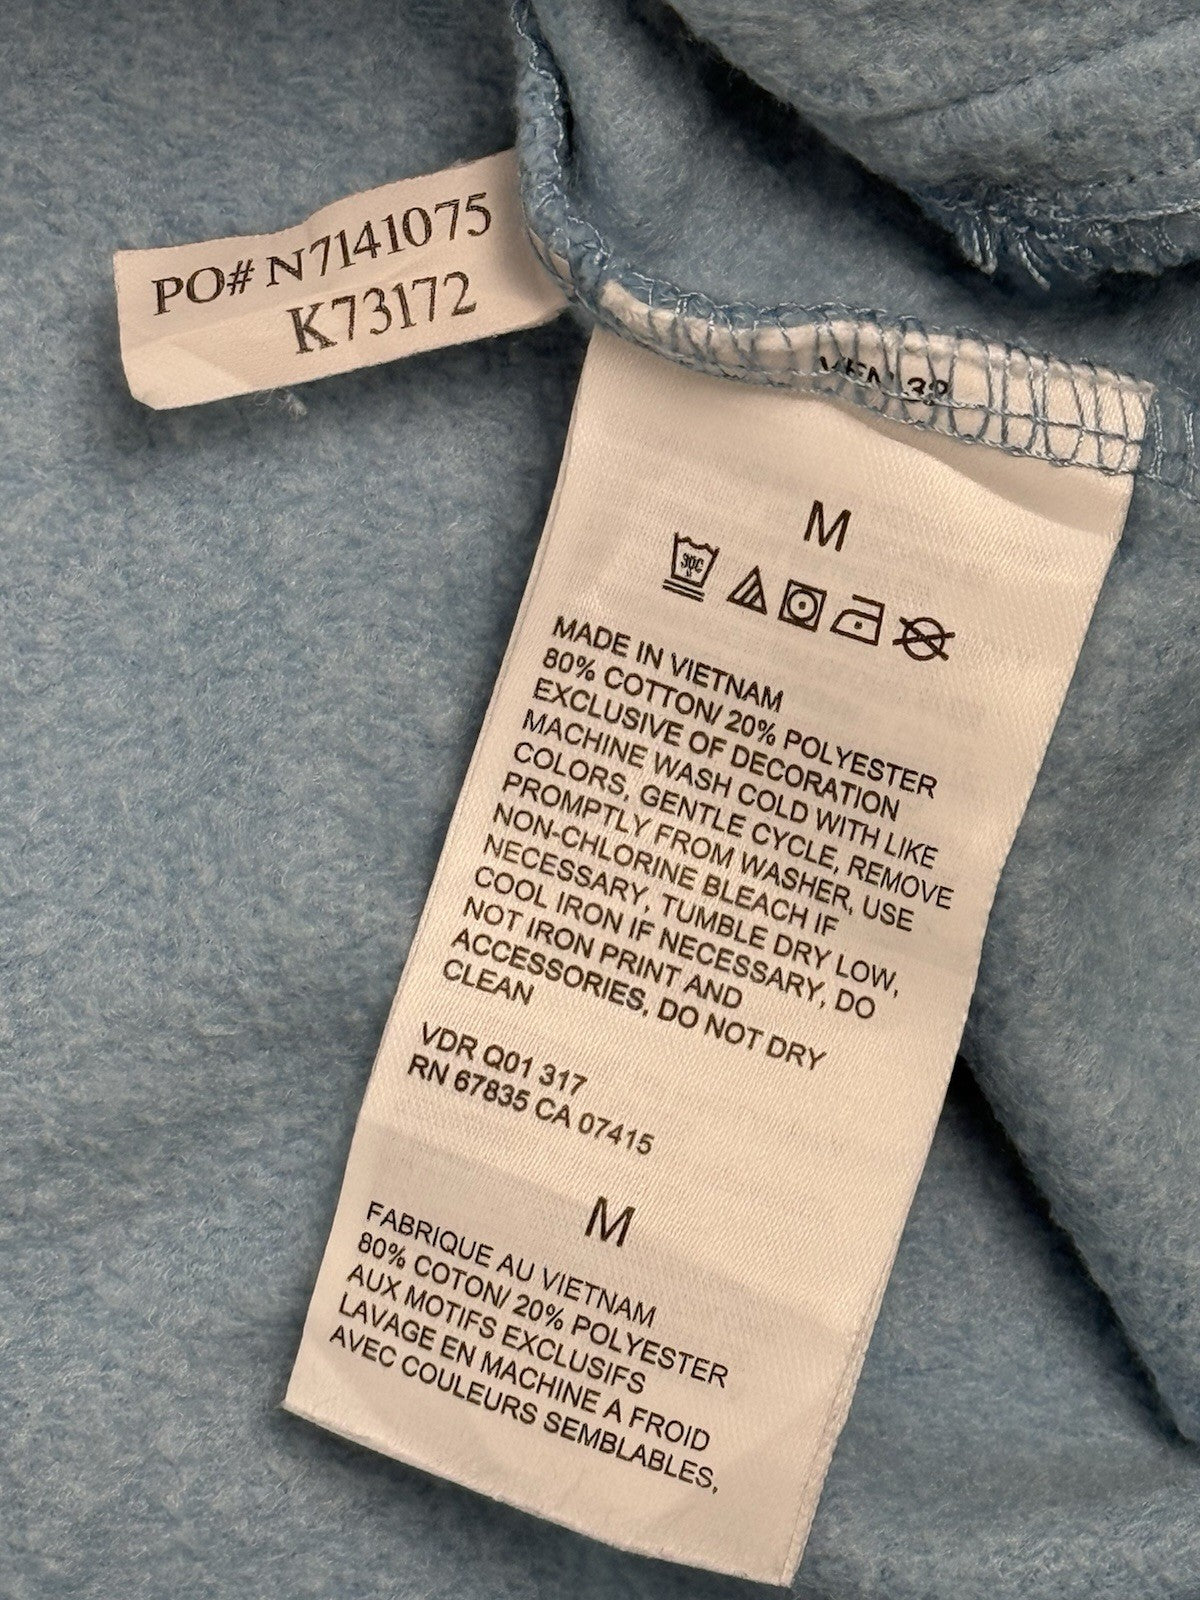 PO# N7141075
K73172
M
30C
MADE IN VIETNAM
80% COTTON/ 20% POLYESTER
EXCLUSIVE OF DECORATION
MACHINE WASH COLD WITH LIKE
COLORS, GENTLE CYCLE, REMOVE
PROMPTLY FROM WASHER, USE
NON-CHLORINE BLEACH IF
NECESSARY, TUMBLE DRY LOW,
COOL IRON IF NECESSARY, DO
NOT IRON PRINT AND
ACCESSORIES, DO NOT DRY
CLEAN
VDR Q01 317
RN 67835 CA 07415
M
FABRIQUE AU VIETNAM
80% COTON/ 20% POLYESTER
AUX MOTIFS EXCLUSIFS
LAVAGE EN MACHINE A FROID
AVEC COULEURS SEMBLABLES,